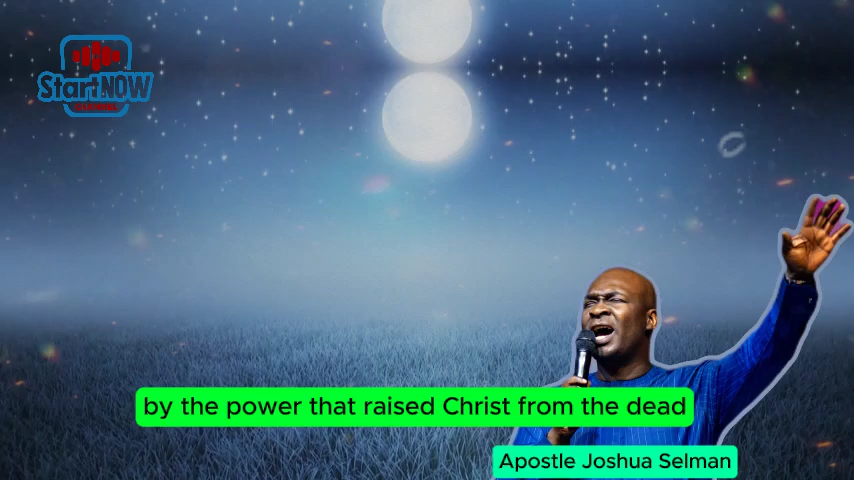 StartNOW
by the power that raised Christ from the dead
Apostle Joshua Selman